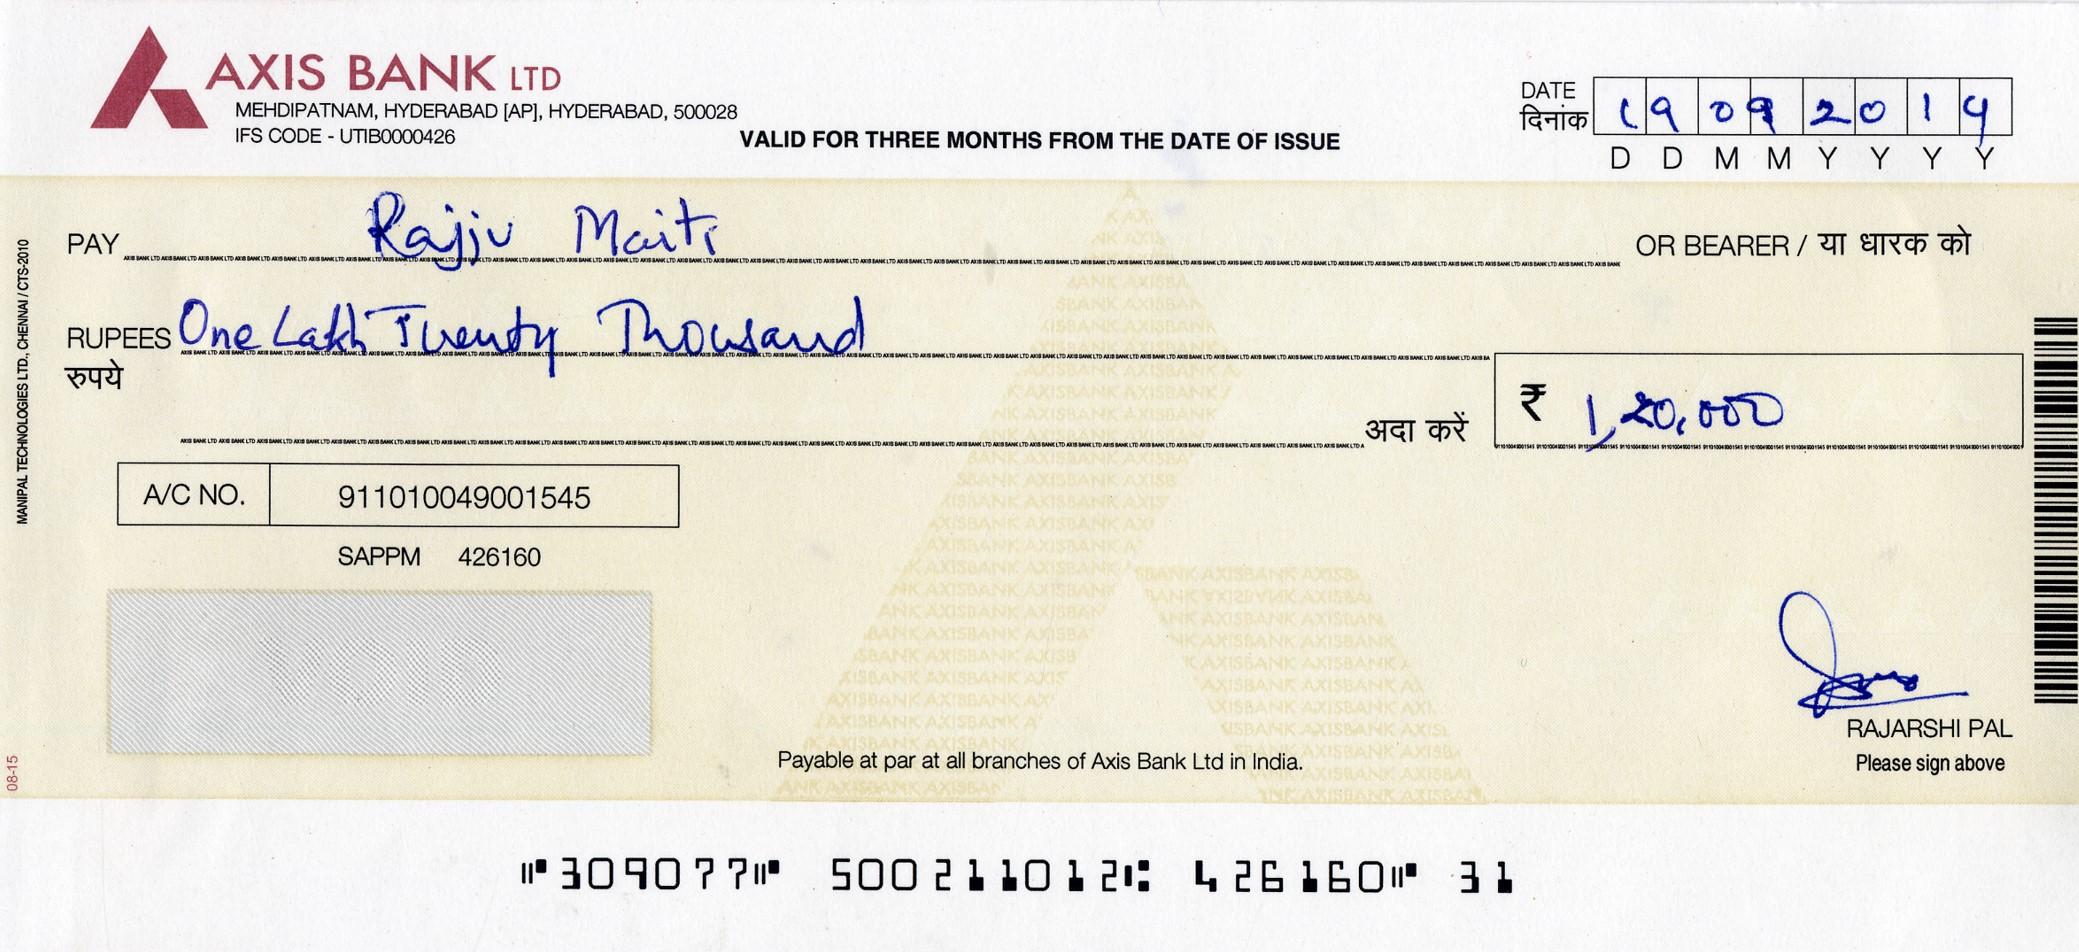 AXIS BANK LTD
MEHDIPATNAM, HYDERABAD [AP], HYDERABAD, 500028
IFS CODE - UTIB0000426
VALID FOR THREE MONTHS FROM THE DATE OF ISSUE
DATE
दिनांक
1 9 0 9 2 0 1 4
D D M M Y Y Y Y
PAY Rajjv Maiti OR BEARER / या धारक को
RUPEES One Lakh Twenty Thousand
रुपये
अदा करें ₹ 1,20,000
A/C NO. 911010049001545
SAPPM 426160
VOID
RAJARSHI PAL
Please sign above
Payable at par at all branches of Axis Bank Ltd in India.
MANIPAL TECHNOLOGIES LTD., CHENNAI / CTS-2010
08-15
⑈309077⑈ 500211012⑆ 426160⑈ 31